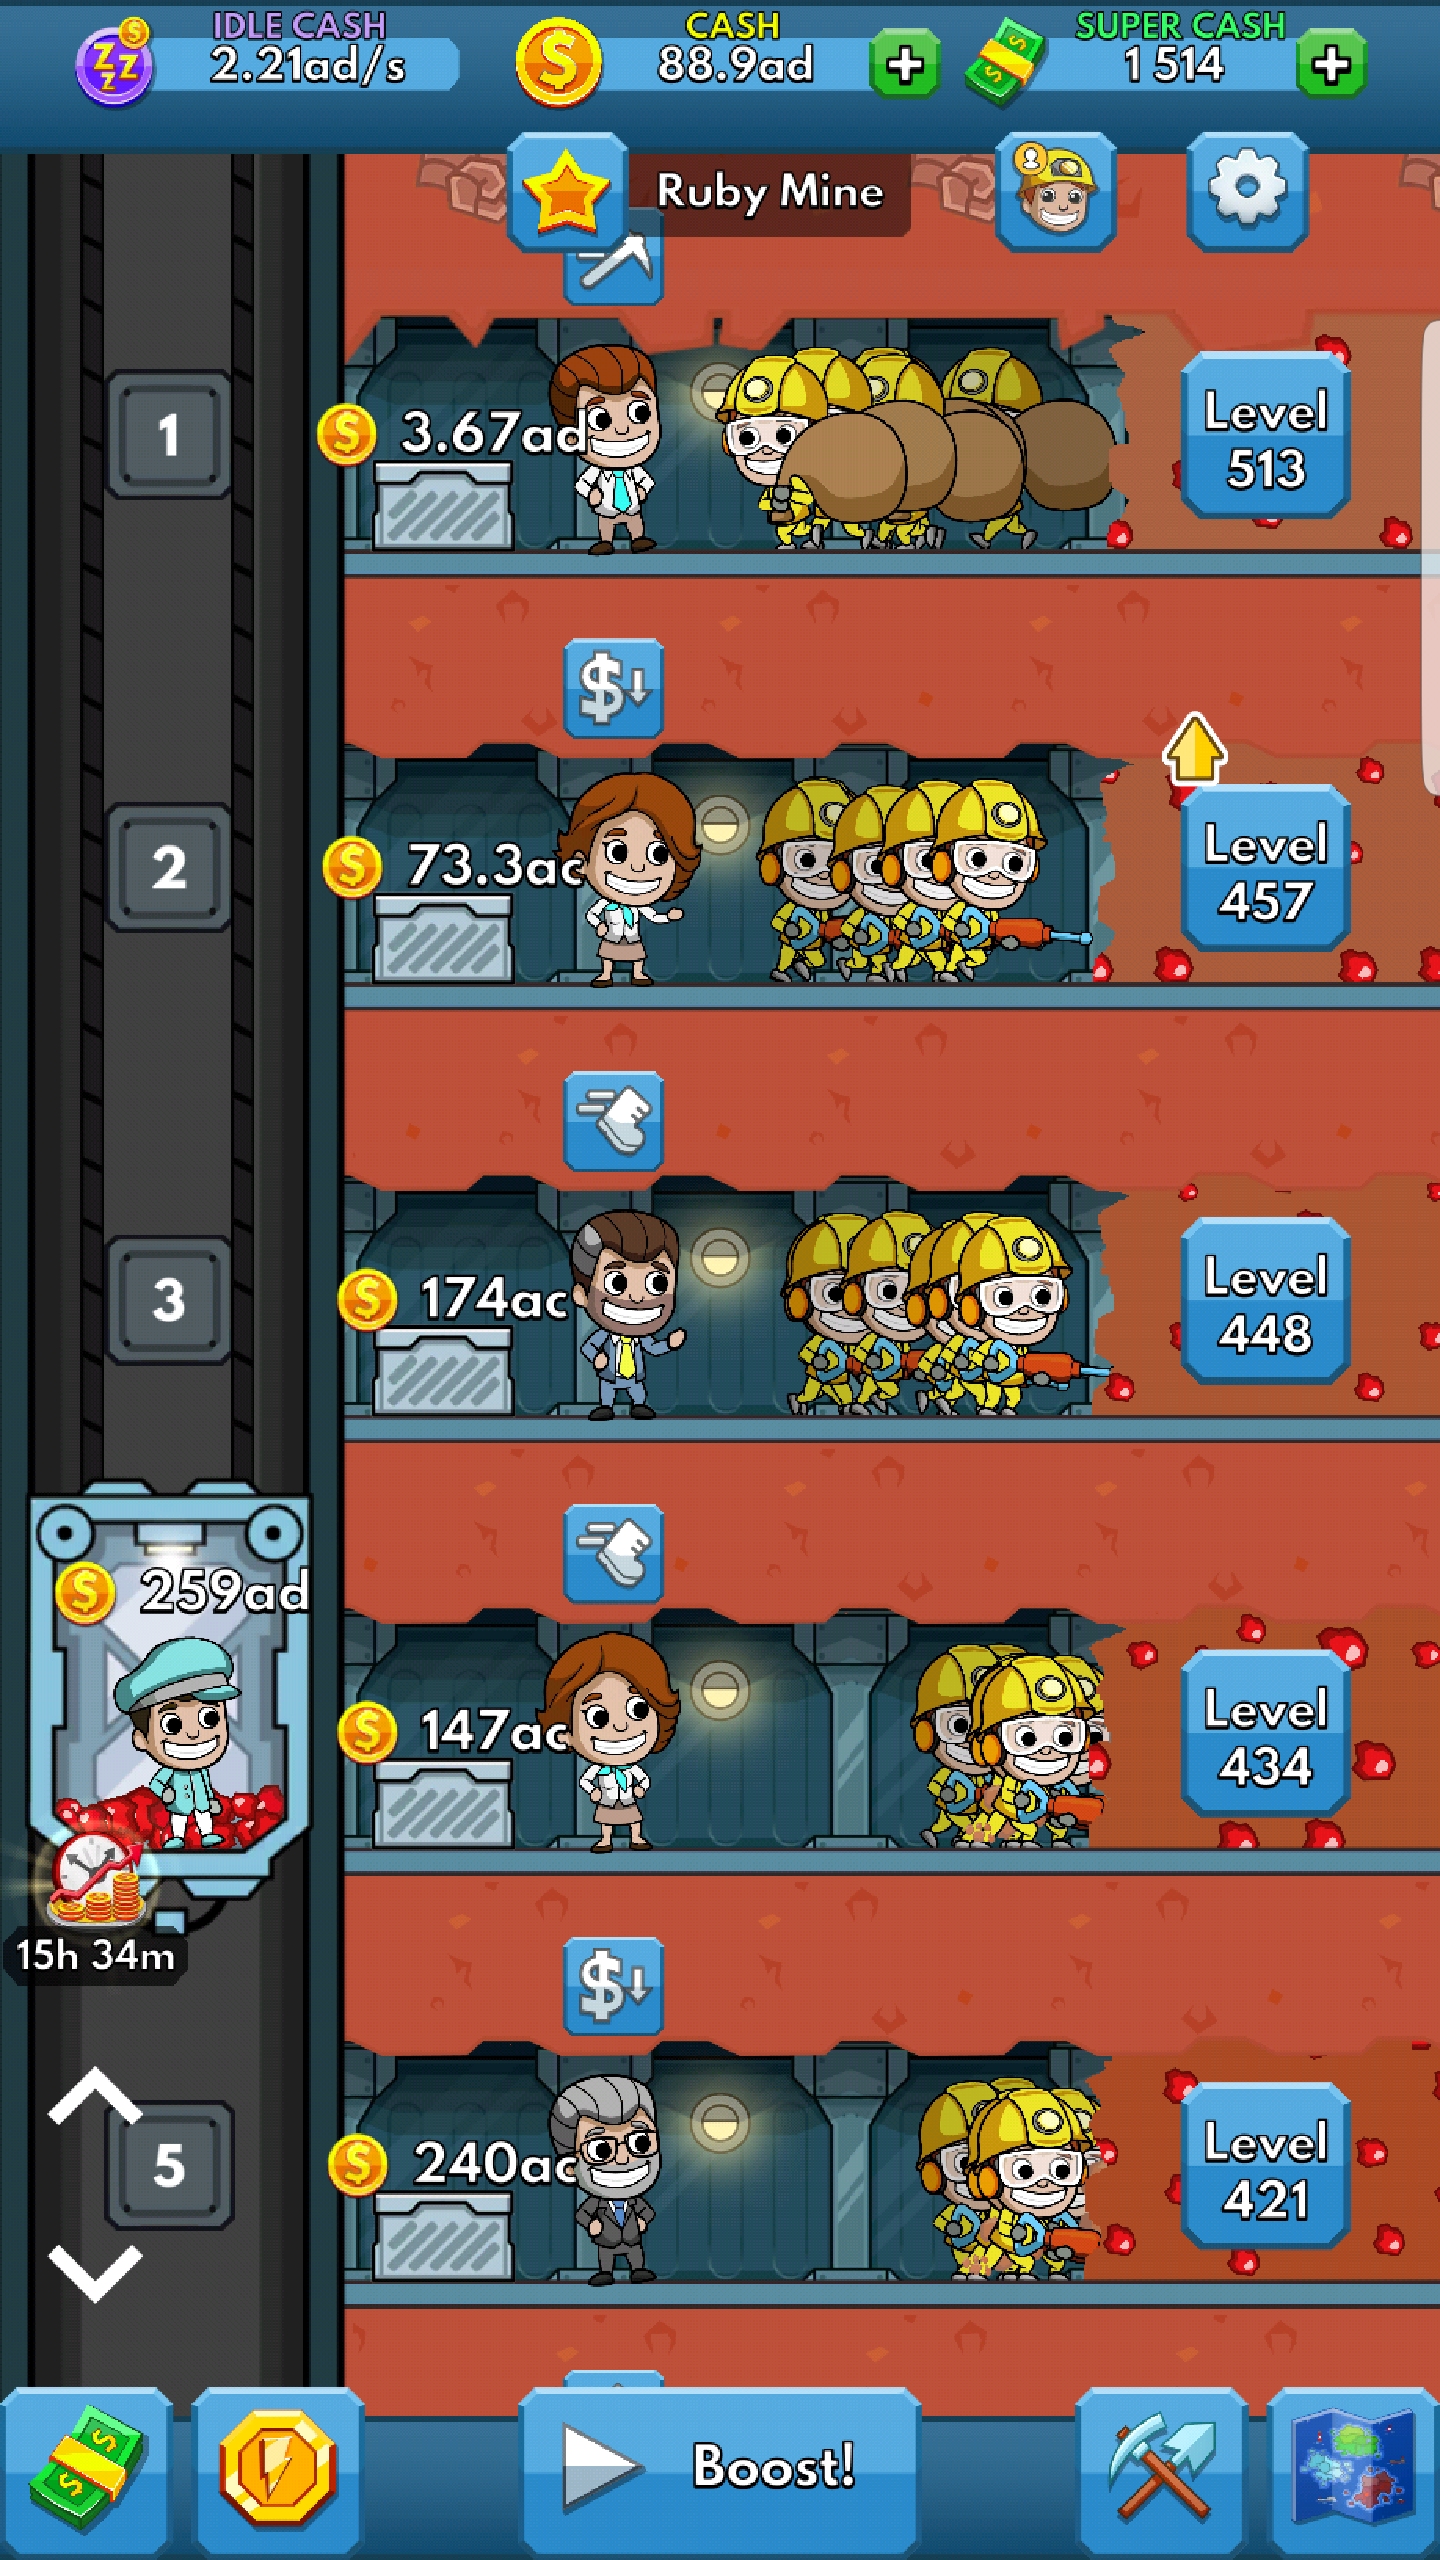 IDLE CASH
2.21ad/s
CASH
88.9ad
SUPER CASH
1 514
Ruby Mine
1
3.67ad
Level
513
2
73.3ac
Level
457
3
174ac
Level
448
259ad
147ac
Level
434
15h 34m
5
240ac
Level
421
Boost!